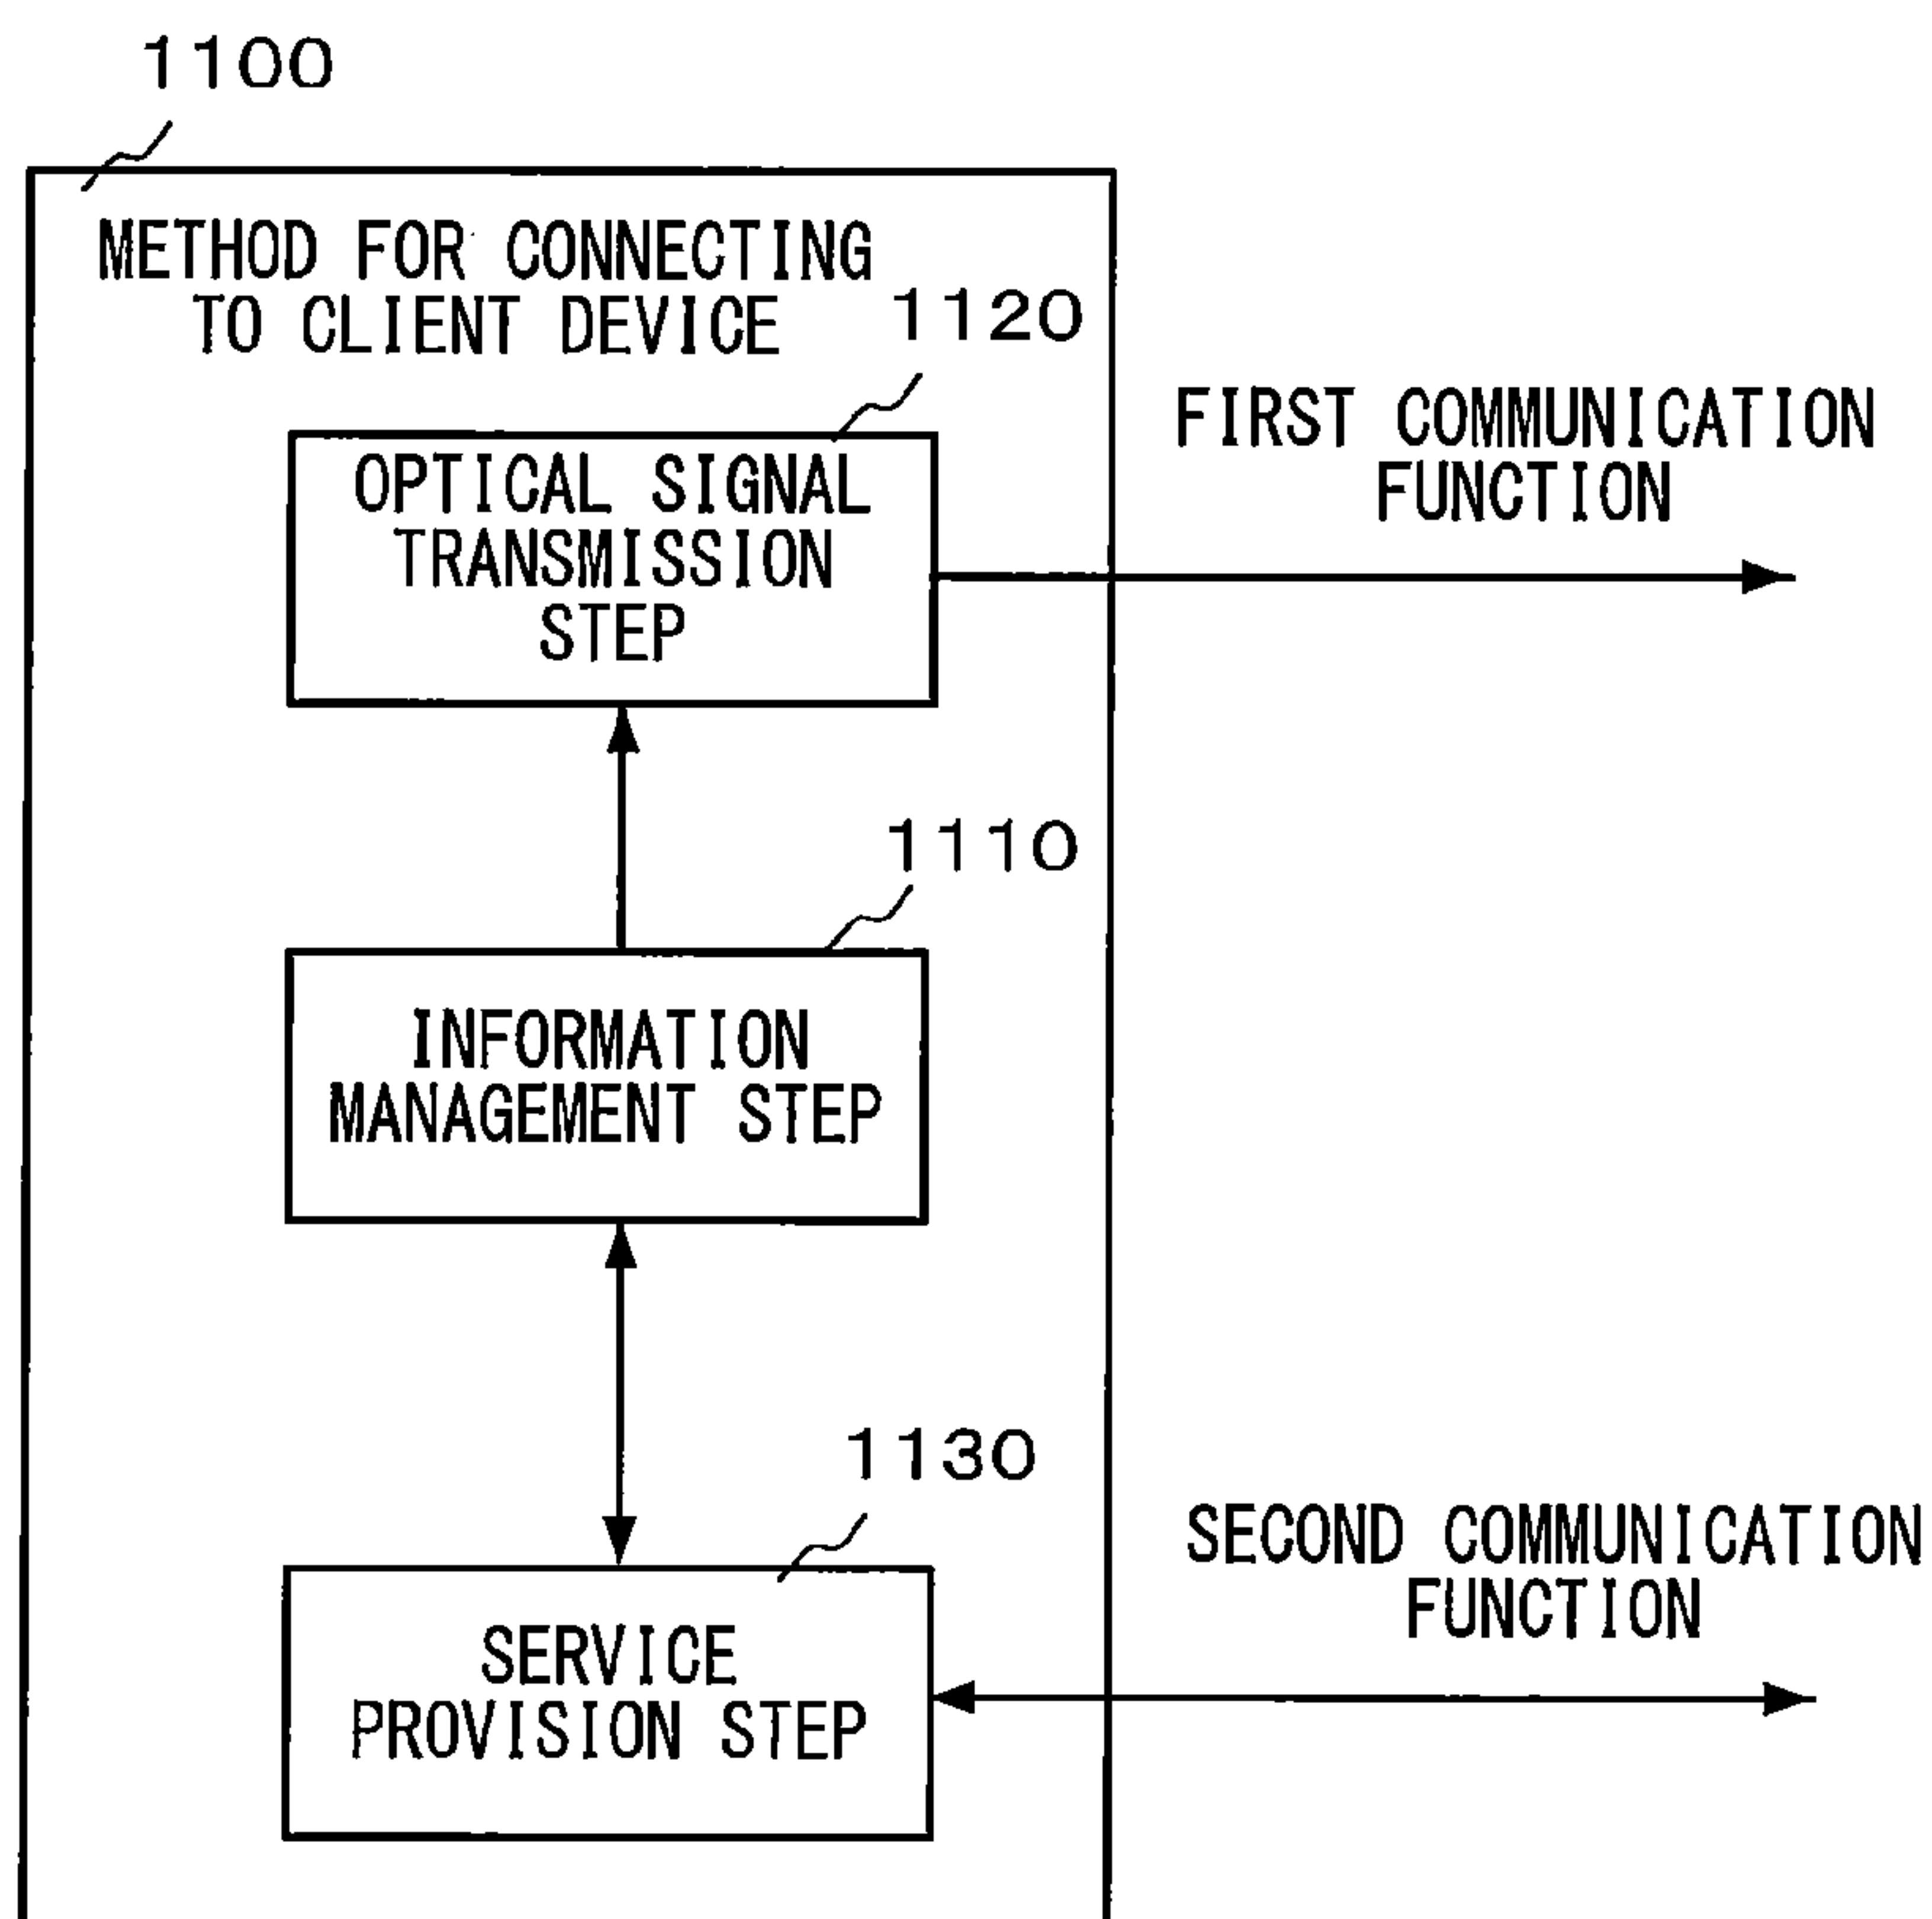 1100
METHOD FOR CONNECTING
TO CLIENT DEVICE
1120
OPTICAL SIGNAL
TRANSMISSION
STEP
FIRST COMMUNICATION
FUNCTION
1110
INFORMATION
MANAGEMENT STEP
1130
SERVICE
PROVISION STEP
SECOND COMMUNICATION
FUNCTION